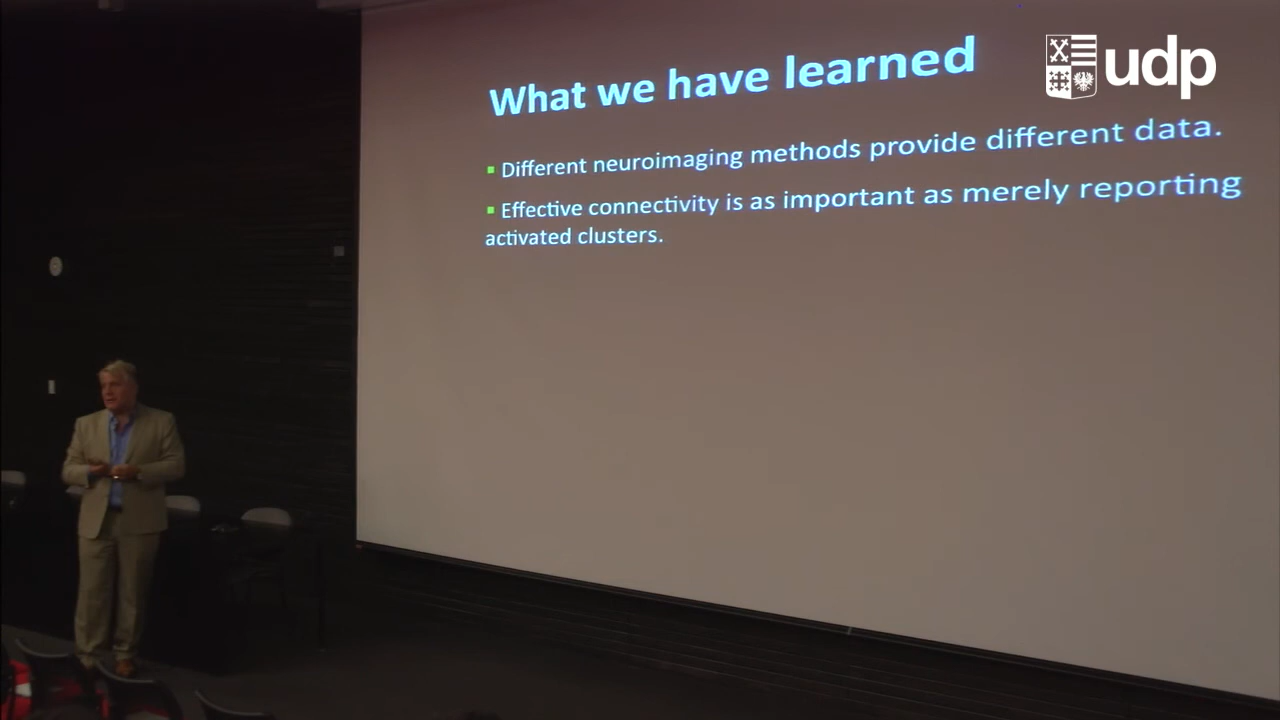 What we have learned
udp
▪ Different neuroimaging methods provide different data.
▪ Effective connectivity is as important as merely reporting
activated clusters.